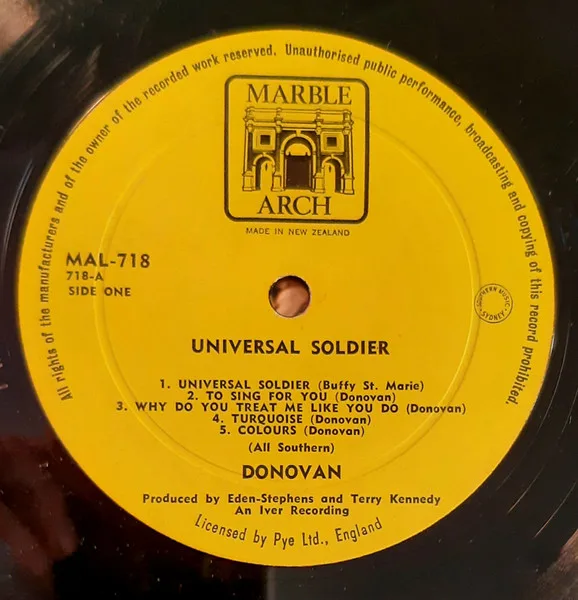 All rights of the manufacturers and of the owner of the recorded work reserved. Unauthorised public performance, broadcasting and copying of this record prohibited.
MARBLE
ARCH
MADE IN NEW ZEALAND
MAL-718
718-A
SIDE ONE
SOUTHERN MUSIC
SYDNEY
UNIVERSAL SOLDIER
1. UNIVERSAL SOLDIER (Buffy St. Marie)
2. TO SING FOR YOU (Donovan)
3. WHY DO YOU TREAT ME LIKE YOU DO (Donovan)
4. TURQUOISE (Donovan)
5. COLOURS (Donovan)
(All Southern)
DONOVAN
Produced by Eden-Stephens and Terry Kennedy
An Iver Recording
Licensed by Pye Ltd., England